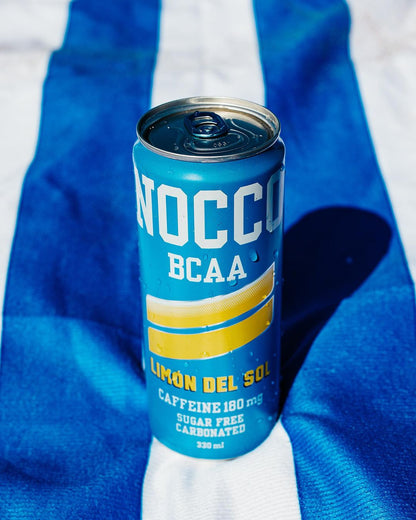 NOCCO
BCAA
LIMÓN DEL SOL
CAFFEINE 180 mg
SUGAR FREE
CARBONATED
330 ml